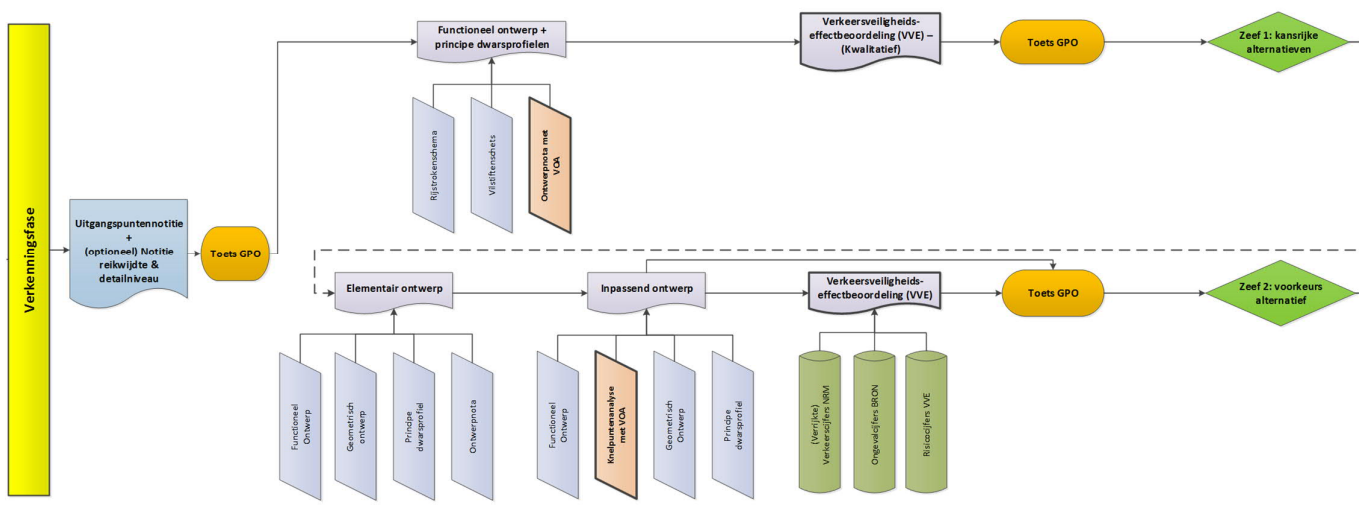 Verkenningsfase
Uitgangspuntennotitie
+
(optioneel) Notitie
reikwijdte &
detailniveau
Toets GPO
Functioneel ontwerp +
principe dwarsprofielen
Rijstrokenschema
Vilstiftenschets
Ontwerpnota met
VOA
Verkeersveiligheids-
effectbeoordeling (VVE) –
(Kwalitatief)
Toets GPO
Zeef 1: kansrijke
alternatieven
Elementair ontwerp
Functioneel
Ontwerp
Geometrisch
ontwerp
Principe
dwarsprofiel
Ontwerpnota
Inpassend ontwerp
Functioneel
Ontwerp
Knelpuntenanalyse
met VOA
Geometrisch
Ontwerp
Principe
dwarsprofiel
Verkeersveiligheids-
effectbeoordeling (VVE)
(Verrijkte)
Verkeerscijfers NRM
Ongevalcijfers BRON
Risicocijfers VVE
Toets GPO
Zeef 2: voorkeurs
alternatief